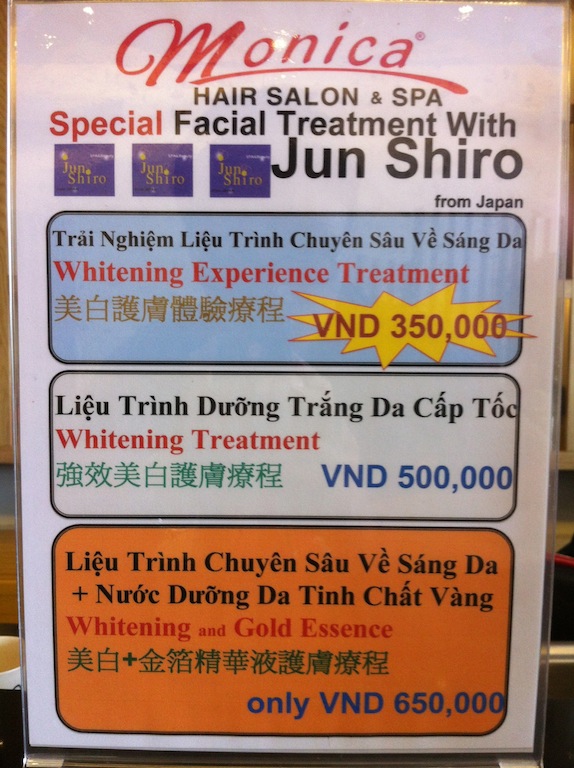 Monica®
HAIR SALON & SPA
Special Facial Treatment With
Jun Shiro
Jun Shiro
Jun Shiro
Jun Shiro
from Japan
Trải Nghiệm Liệu Trình Chuyên Sâu Về Sáng Da
Whitening Experience Treatment
美白護膚體驗療程
VND 350,000
Liệu Trình Dưỡng Trắng Da Cấp Tốc
Whitening Treatment
強效美白護膚療程
VND 500,000
Liệu Trình Chuyên Sâu Về Sáng Da
+ Nước Dưỡng Da Tinh Chất Vàng
Whitening and Gold Essence
美白+金箔精華液護膚療程
only VND 650,000